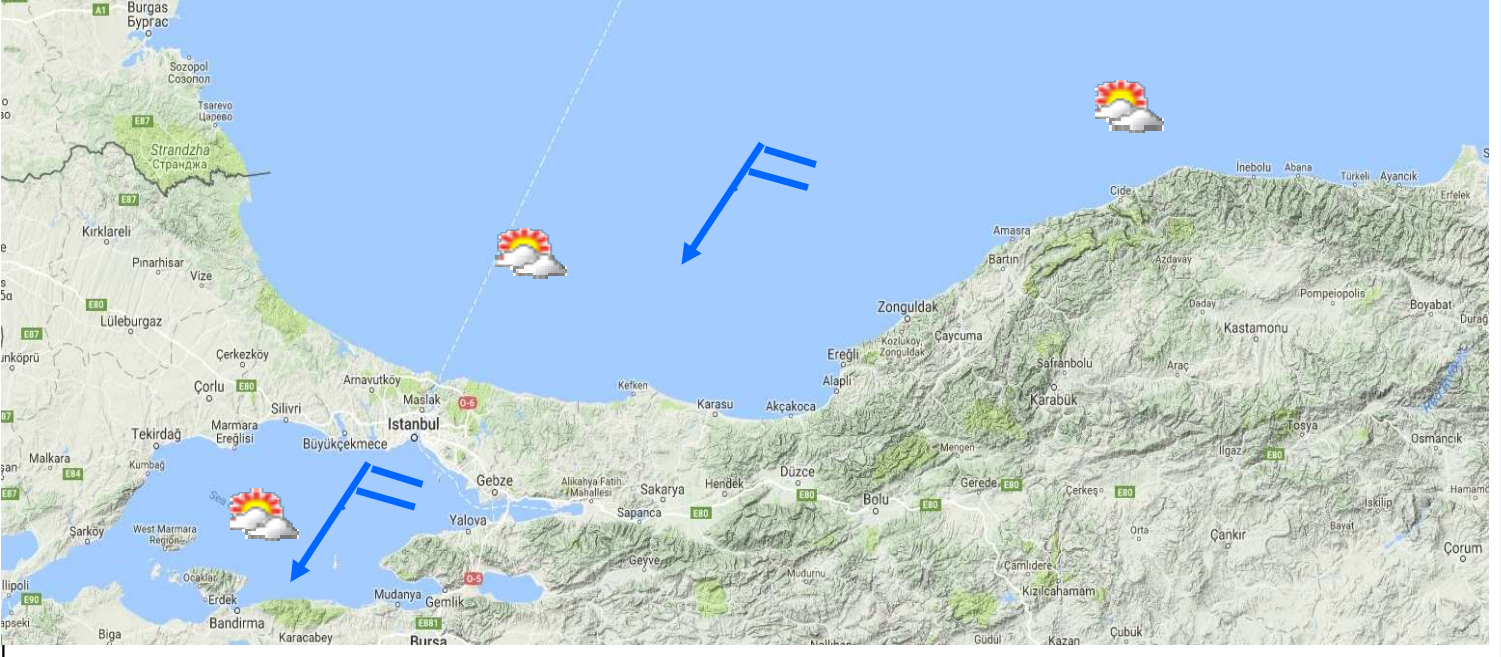 A1
Burgas
Бургас
Sozopol
Созопол
Tsarevo
Царево
E87
Strandzha
Странджа
E87
İnebolu
Abana
Türkeli
Ayancık
Erfelek
Cide
Kırklareli
Amasra
Pınarhisar
Vize
Bartın
Azdavay
E80
Pompeiopolis
Boyabat
Zonguldak
Daday
Lüleburgaz
E87
Kastamonu
Durağ
Kozluköy,
Zonguldak
Çaycuma
Çerkezköy
Ereğli
Safranbolu
Araç
Arnavutköy
Kefken
Alaplı
Çorlu
E80
Maslak
O-6
Karasu
Akçakoca
Karabük
Silivri
Istanbul
Marmara
Ereğlisi
Tekirdağ
Büyükçekmece
Mengen
Tosya
Osmancık
Ilgaz
E80
Malkara
E84
Kumbağ
Gebze
Alikahya Fatih
Mahallesi
Sakarya
Hendek
Düzce
E80
Bolu
E80
Gerede
E80
Çerkeş
E80
E87
İskilip
Sapanca
E80
Yalova
Şarköy
West Marmara
Region
Orta
Çankır
Bayat
Çorum
Geyve
Mudurnu
Çamlıdere
Ocaklar
O-5
Kızılcahamam
E90
Erdek
Mudanya
Gemlik
Bandirma
Biga
Karacabey
E881
Bursa
Güdül
Kazan
Çubuk